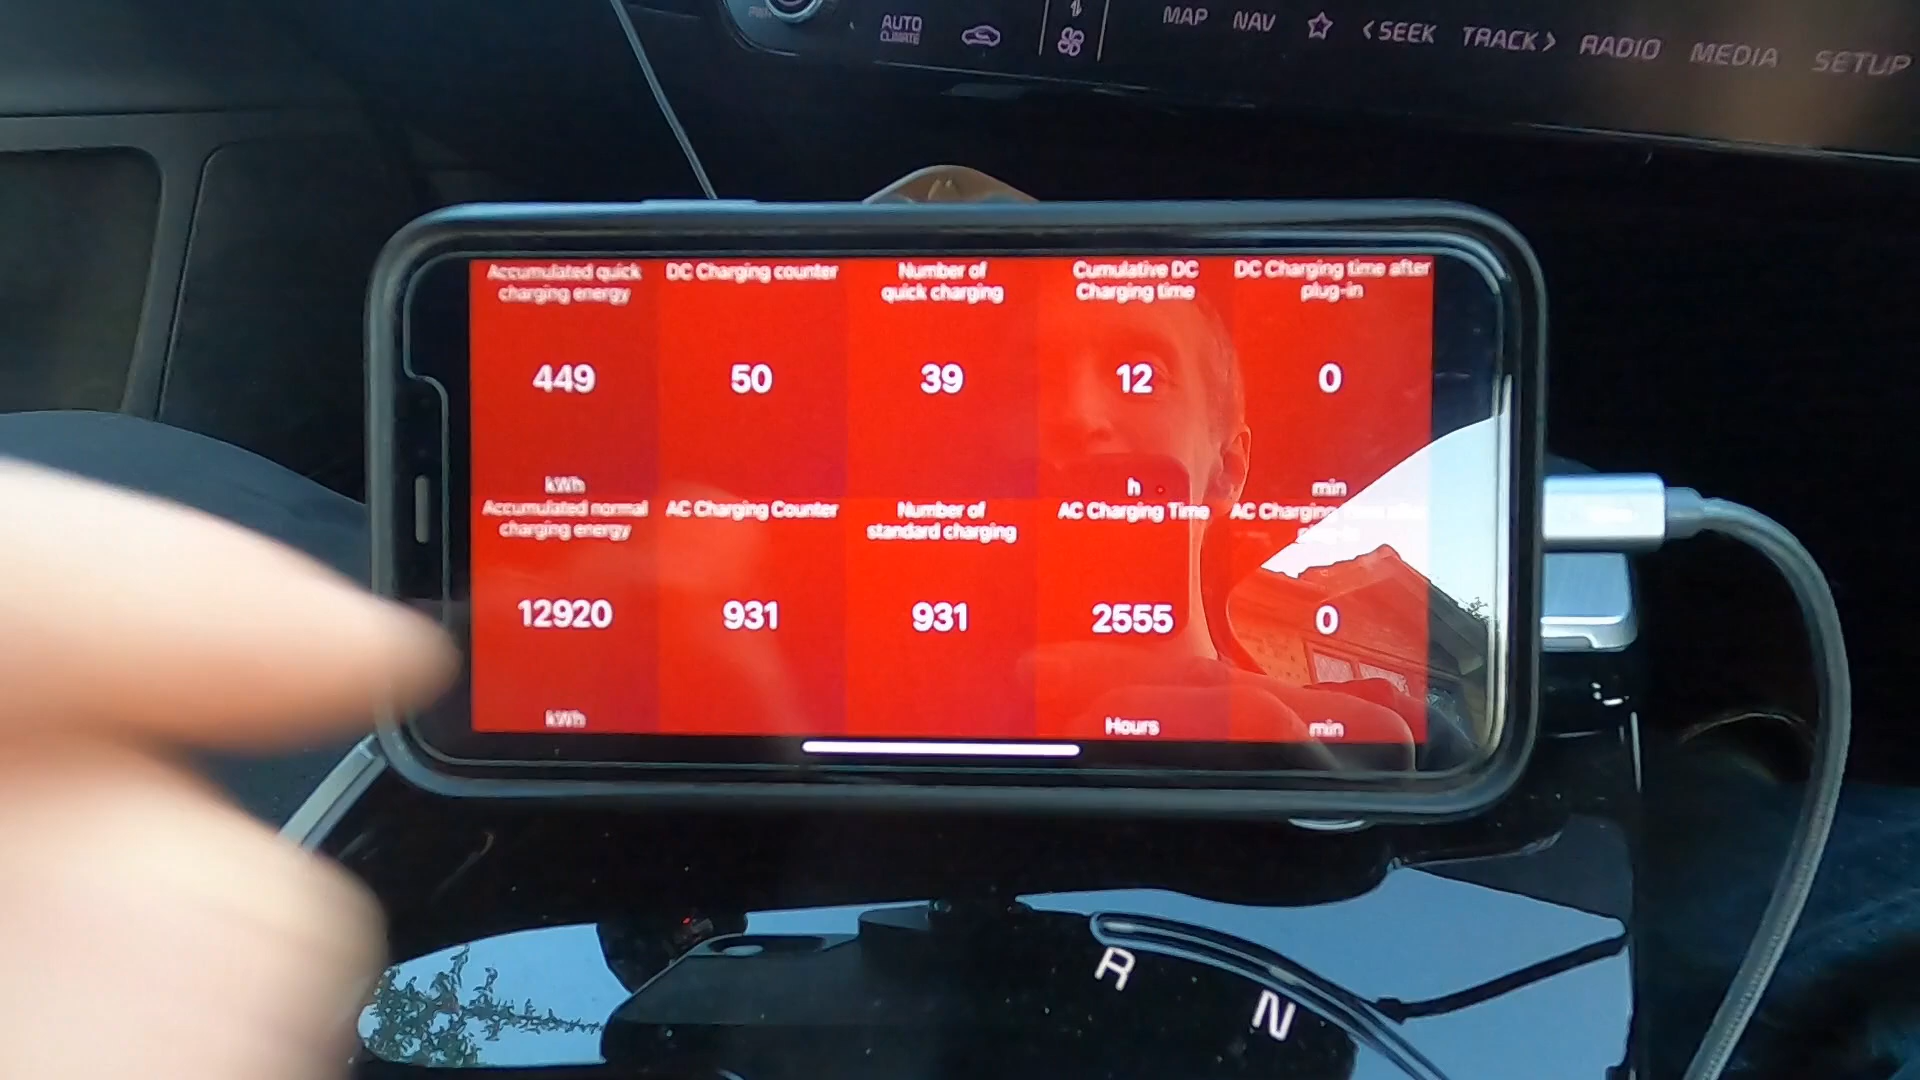 AUTO
CLIMATE
MAP NAV < SEEK TRACK > RADIO MEDIA SETUP
Accumulated quick
charging energy
449
kWh
DC Charging counter
50
Number of
quick charging
39
Cumulative DC
Charging time
12
h
DC Charging time after
plug-in
0
min
Accumulated normal
charging energy
12920
kWh
AC Charging Counter
931
Number of
standard charging
931
AC Charging Time
2555
Hours
AC Charging
0
min
R
N